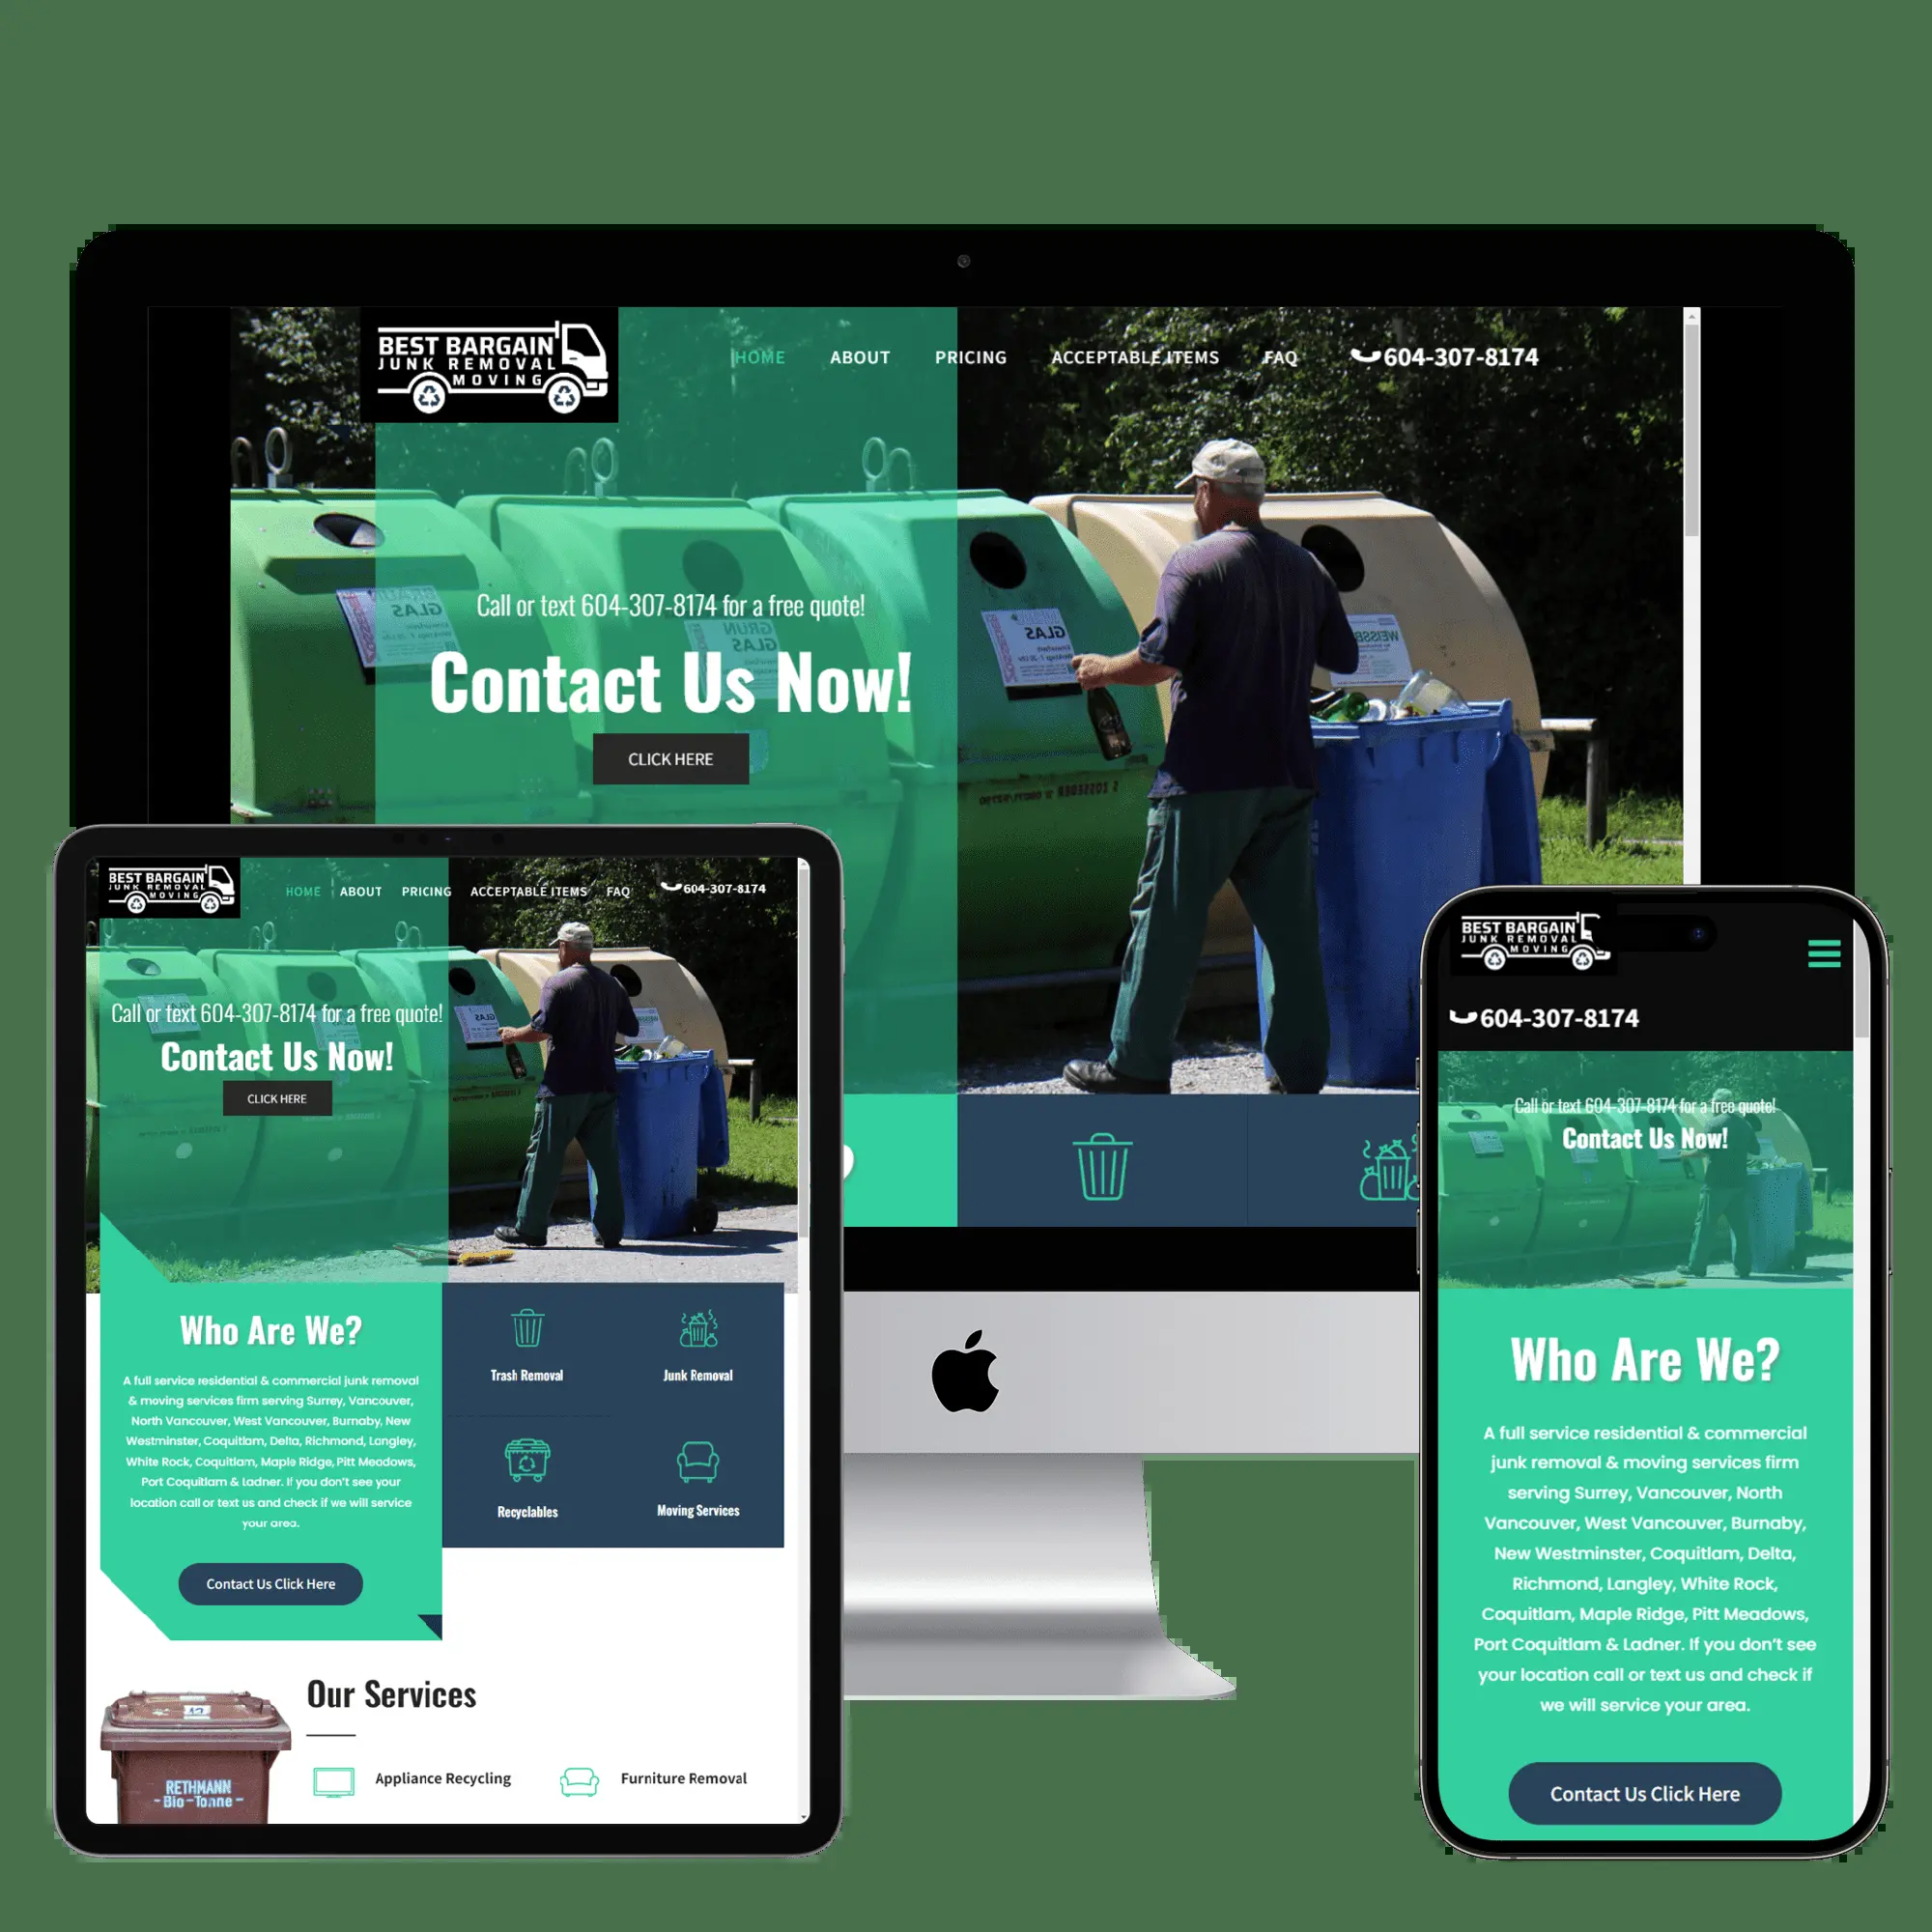 BEST BARGAIN
JUNK REMOVAL
MOVING
HOME ABOUT PRICING ACCEPTABLE ITEMS FAQ 604-307-8174
Call or text 604-307-8174 for a free quote!
Contact Us Now!
CLICK HERE
GLAS
GRÜN
GLAS
GLAS
BEST BARGAIN
JUNK REMOVAL
MOVING
HOME ABOUT PRICING ACCEPTABLE ITEMS FAQ 604-307-8174
Call or text 604-307-8174 for a free quote!
Contact Us Now!
CLICK HERE
Who Are We?
A full service residential & commercial junk removal
& moving services firm serving Surrey, Vancouver,
North Vancouver, West Vancouver, Burnaby, New
Westminster, Coquitlam, Delta, Richmond, Langley,
White Rock, Coquitlam, Maple Ridge, Pitt Meadows,
Port Coquitlam & Ladner. If you don't see your
location call or text us and check if we will service
your area.
Contact Us Click Here
Trash Removal
Junk Removal
Recyclables
Moving Services
Our Services
RETHMANN
- Bio-Tonne -
Appliance Recycling
Furniture Removal
BEST BARGAIN
JUNK REMOVAL
MOVING
604-307-8174
Call or text 604-307-8174 for a free quote!
Contact Us Now!
Who Are We?
A full service residential & commercial
junk removal & moving services firm
serving Surrey, Vancouver, North
Vancouver, West Vancouver, Burnaby,
New Westminster, Coquitlam, Delta,
Richmond, Langley, White Rock,
Coquitlam, Maple Ridge, Pitt Meadows,
Port Coquitlam & Ladner. If you don't see
your location call or text us and check if
we will service your area.
Contact Us Click Here